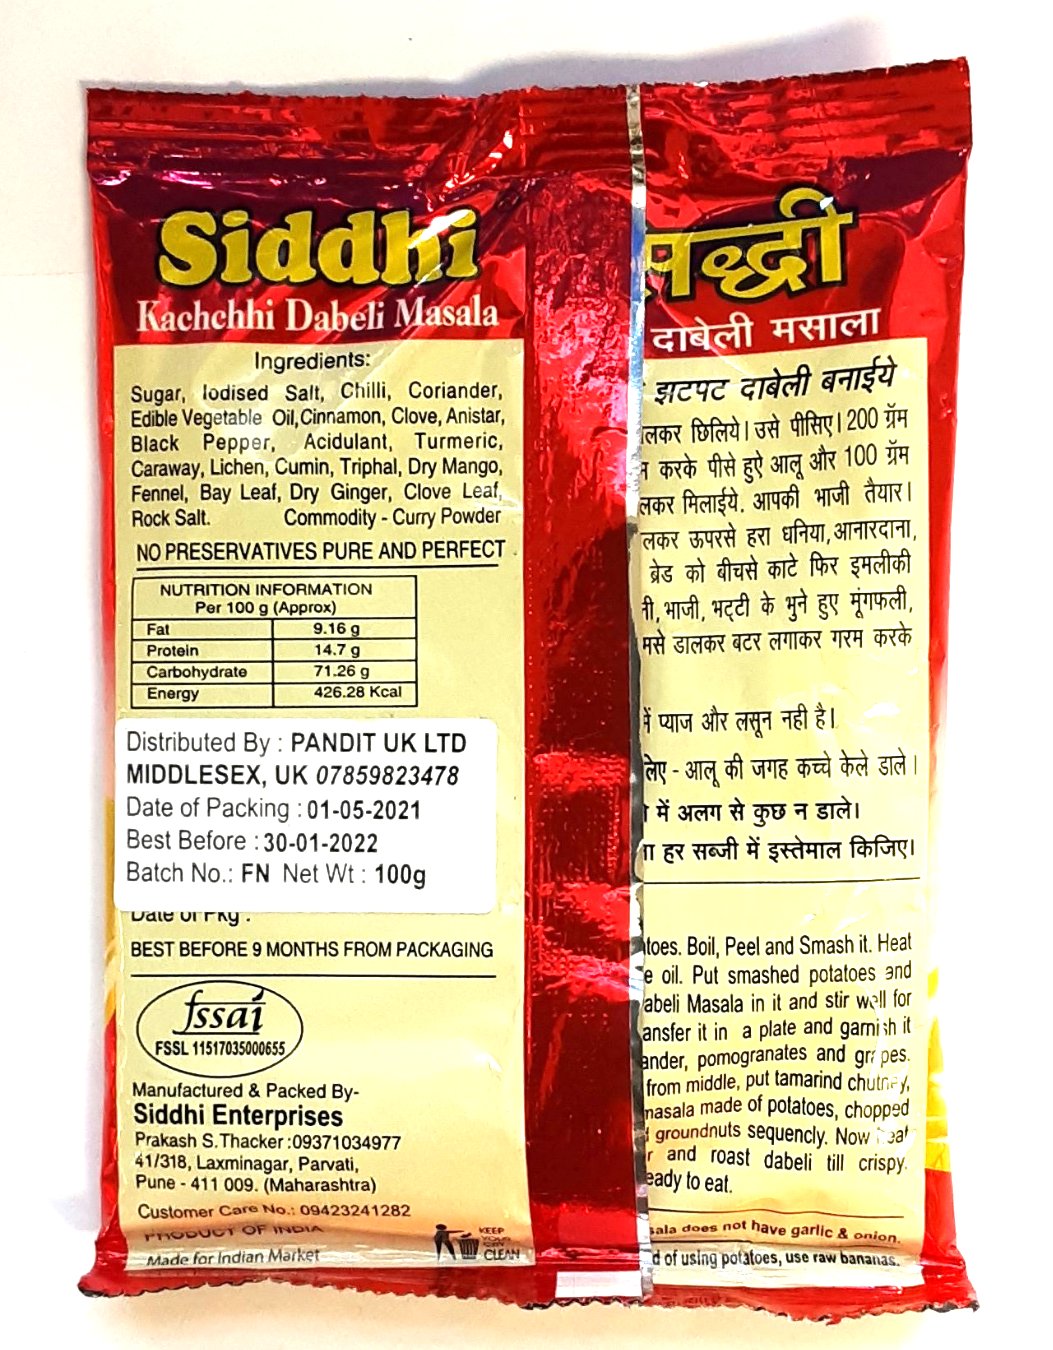 Siddhi
Kachchhi Dabeli Masala
Ingredients:
Sugar, Iodised Salt, Chilli, Coriander,
Edible Vegetable Oil, Cinnamon, Clove, Anistar,
Black Pepper, Acidulant, Turmeric,
Caraway, Lichen, Cumin, Triphal, Dry Mango,
Fennel, Bay Leaf, Dry Ginger, Clove Leaf,
Rock Salt. Commodity - Curry Powder
NO PRESERVATIVES PURE AND PERFECT
NUTRITION INFORMATION
Per 100 g (Approx)
Fat 9.16 g
Protein 14.7 g
Carbohydrate 71.26 g
Energy 426.28 Kcal
Distributed By : PANDIT UK LTD
MIDDLESEX, UK 07859823478
Date of Packing : 01-05-2021
Best Before : 30-01-2022
Batch No.: FN Net Wt : 100g
Date of Pkg .
BEST BEFORE 9 MONTHS FROM PACKAGING
fssai
FSSL 11517035000655
Manufactured & Packed By-
Siddhi Enterprises
Prakash S.Thacker :09371034977
41/318, Laxminagar, Parvati,
Pune - 411 009. (Maharashtra)
Customer Care No.: 09423241282
PRODUCT OF INDIA
Made for Indian Market
KEEP
YOUR
CITY
CLEAN
दाबेली मसाला
झटपट दाबेली बनाईये
छिलिये। उसे पीसिए। 200 ग्रॅम
करके पीसे हुऐ आलू और 100 ग्रॅम
मिलाईये. आपकी भाजी तैयार।
ऊपरसे हरा धनिया, आनारदाना,
ब्रेड को बीचसे काटे फिर इमलीकी
भाजी, भट्टी के भुने हुए मूंगफली,
डालकर बटर लगाकर गरम करके
में प्याज और लसून नही है।
आलू की जगह कच्चे केले डाले।
में अलग से कुछ न डाले।
हर सब्जी में इस्तेमाल किजिए।
toes. Boil, Peel and Smash it. Heat
e oil. Put smashed potatoes and
abeli Masala in it and stir well for
ansfer it in a plate and garnish it
ander, pomogranates and grapes.
from middle, put tamarind chutney,
masala made of potatoes, chopped
groundnuts sequencly. Now heat
r and roast dabeli till crispy.
eady to eat.
ala does not have garlic & onion.
d of using potatoes, use raw bananas.